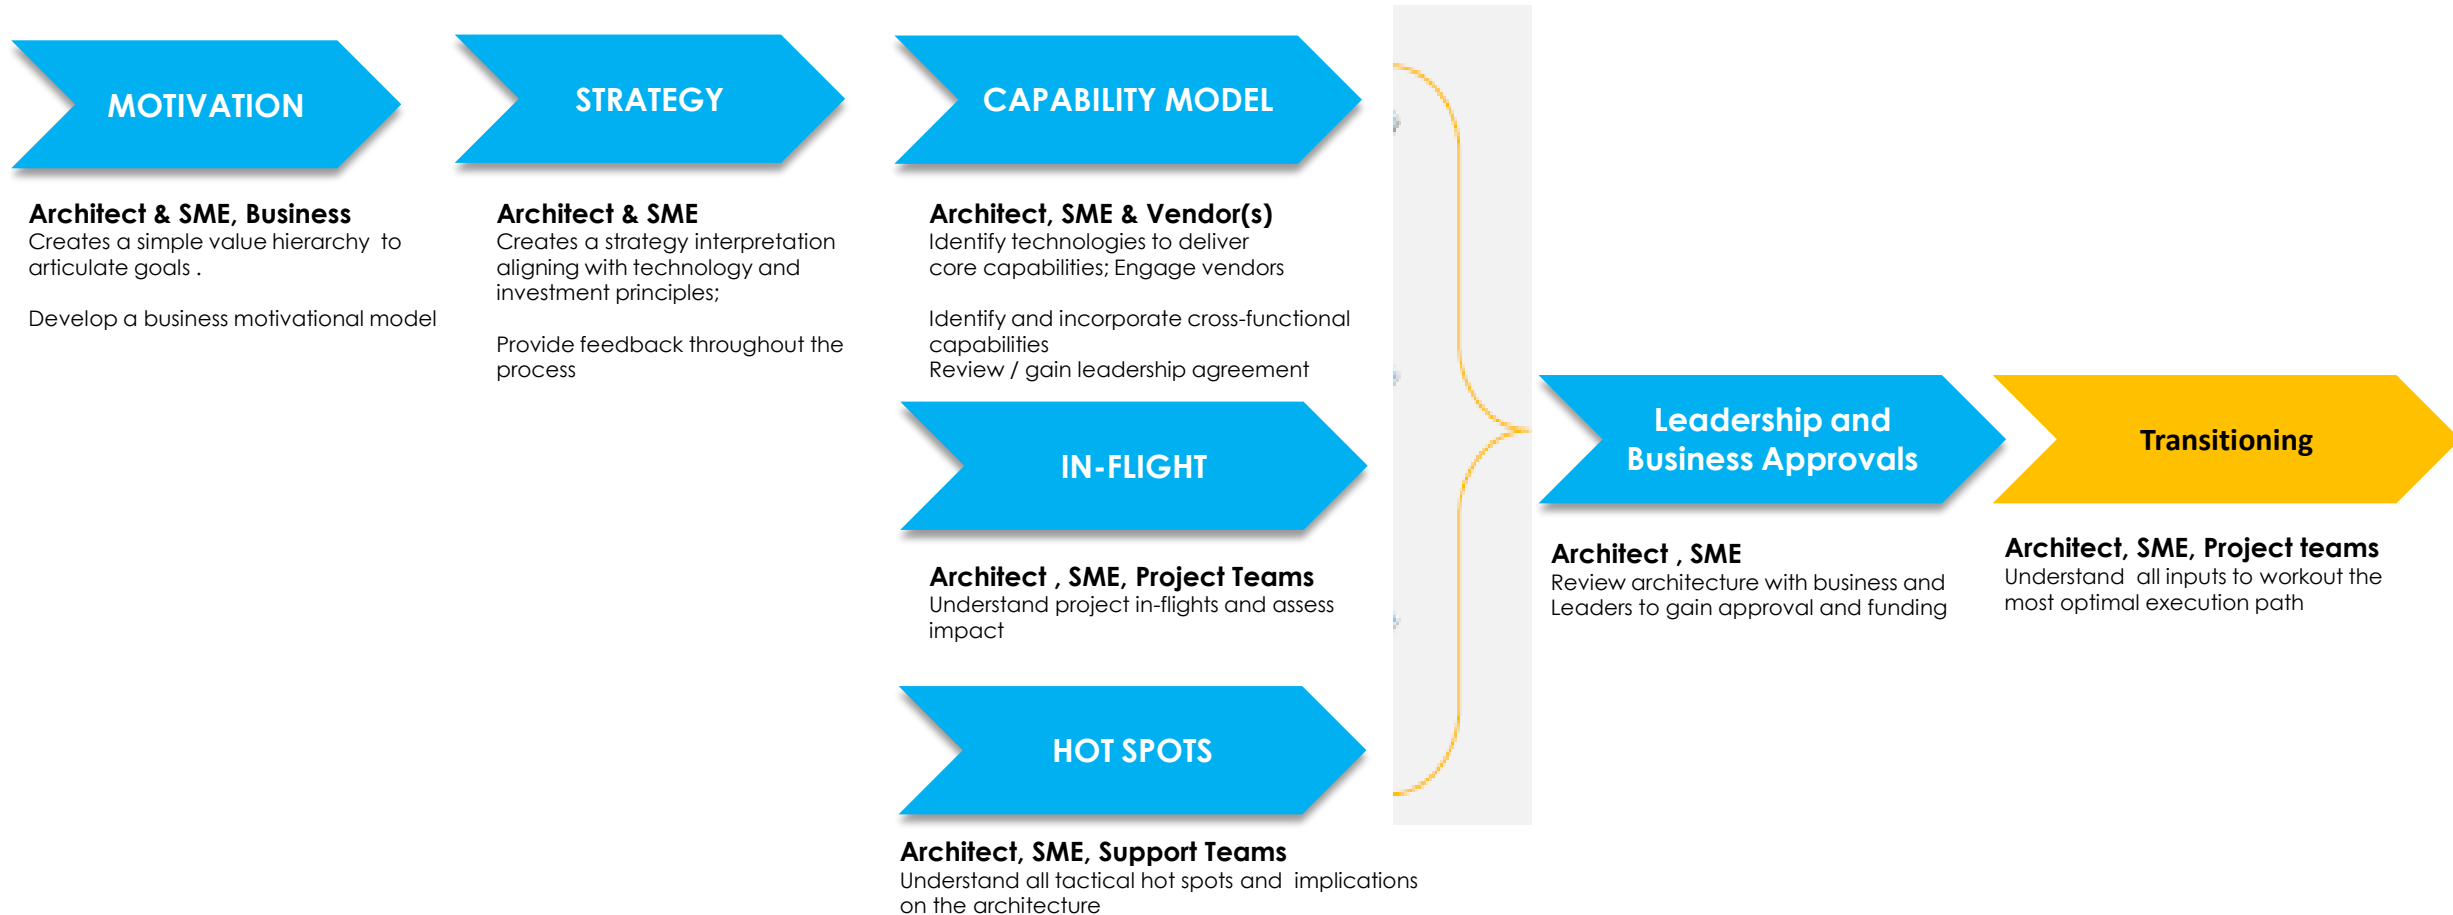 MOTIVATION
Architect & SME, Business
Creates a simple value hierarchy  to
articulate goals .
Develop a business motivational model
STRATEGY
Architect & SME
Creates a strategy interpretation
aligning with technology and
investment principles;
Provide feedback throughout the
process
CAPABILITY MODEL
Architect, SME & Vendor(s)
Identify technologies to deliver
core capabilities; Engage vendors
Identify and incorporate cross-functional
capabilities
Review / gain leadership agreement
IN-FLIGHT
Architect , SME, Project Teams
Understand project in-flights and assess
impact
HOT SPOTS
Architect, SME, Support Teams
Understand all tactical hot spots and  implications
on the architecture
Leadership and
Business Approvals
Architect , SME
Review architecture with business and
Leaders to gain approval and funding
Transitioning
Architect, SME, Project teams
Understand  all inputs to workout the
most optimal execution path